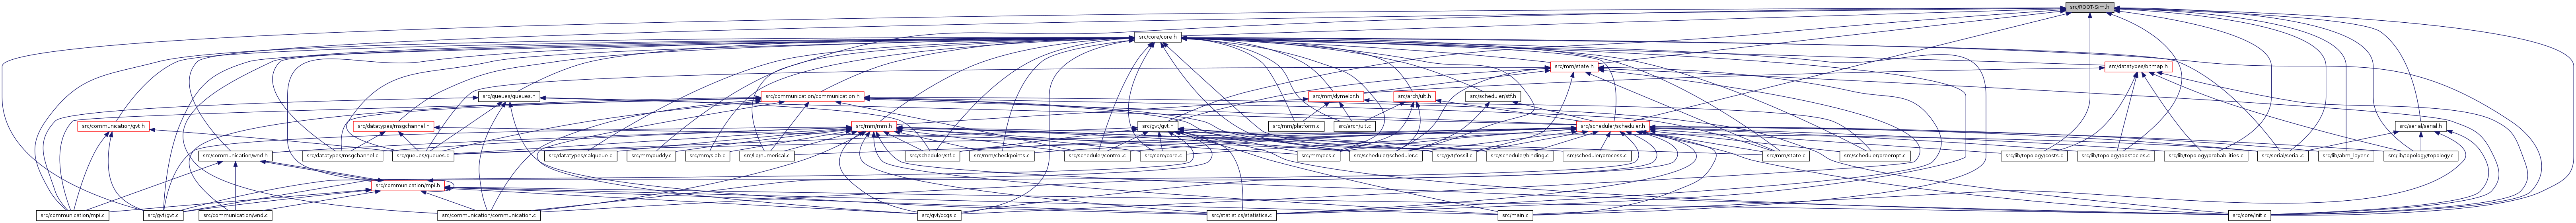 src/ROOT-Sim.h
src/core/core.h
src/mm/state.h
src/datatypes/bitmap.h
src/queues/queues.h
src/communication/communication.h
src/mm/dymelor.h
src/arch/ult.h
src/scheduler/stf.h
src/communication/gvt.h
src/datatypes/msgchannel.h
src/mm/mm.h
src/gvt/gvt.h
src/mm/platform.c
src/arch/ult.c
src/scheduler/scheduler.h
src/serial/serial.h
src/communication/wnd.h
src/datatypes/msgchannel.c
src/queues/queues.c
src/datatypes/calqueue.c
src/mm/buddy.c
src/mm/slab.c
src/lib/numerical.c
src/scheduler/stf.c
src/mm/checkpoints.c
src/scheduler/control.c
src/core/core.c
src/mm/ecs.c
src/scheduler/scheduler.c
src/gvt/fossil.c
src/scheduler/binding.c
src/scheduler/process.c
src/mm/state.c
src/scheduler/preempt.c
src/lib/topology/costs.c
src/lib/topology/obstacles.c
src/lib/topology/probabilities.c
src/serial/serial.c
src/lib/abm_layer.c
src/lib/topology/topology.c
src/communication/mpi.h
src/communication/mpi.c
src/gvt/gvt.c
src/communication/wnd.c
src/communication/communication.c
src/gvt/ccgs.c
src/statistics/statistics.c
src/main.c
src/core/init.c